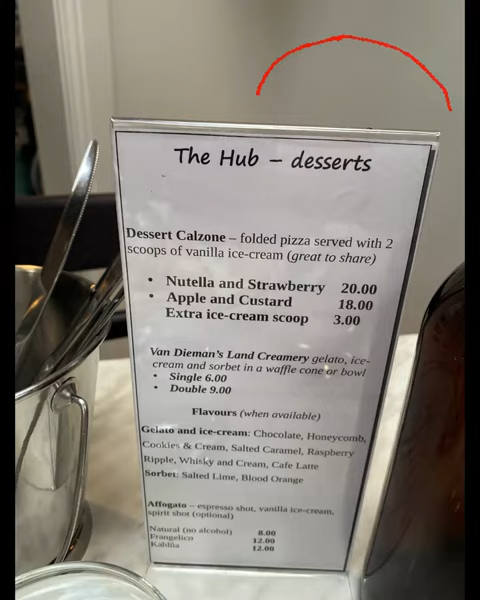 The Hub – desserts
Dessert Calzone – folded pizza served with 2
scoops of vanilla ice-cream (great to share)
• Nutella and Strawberry 20.00
• Apple and Custard 18.00
Extra ice-cream scoop 3.00
Van Dieman's Land Creamery gelato, ice-
cream and sorbet in a waffle cone or bowl
• Single 6.00
• Double 9.00
Flavours (when available)
Gelato and ice-cream: Chocolate, Honeycomb,
Cookies & Cream, Salted Caramel, Raspberry
Ripple, Whisky and Cream, Cafe Latte
Sorbet: Salted Lime, Blood Orange
Affogato – espresso shot, vanilla ice-cream,
spirit shot (optional)
Natural (no alcohol) 8.00
Frangelico 12.00
Kahlúa 12.00